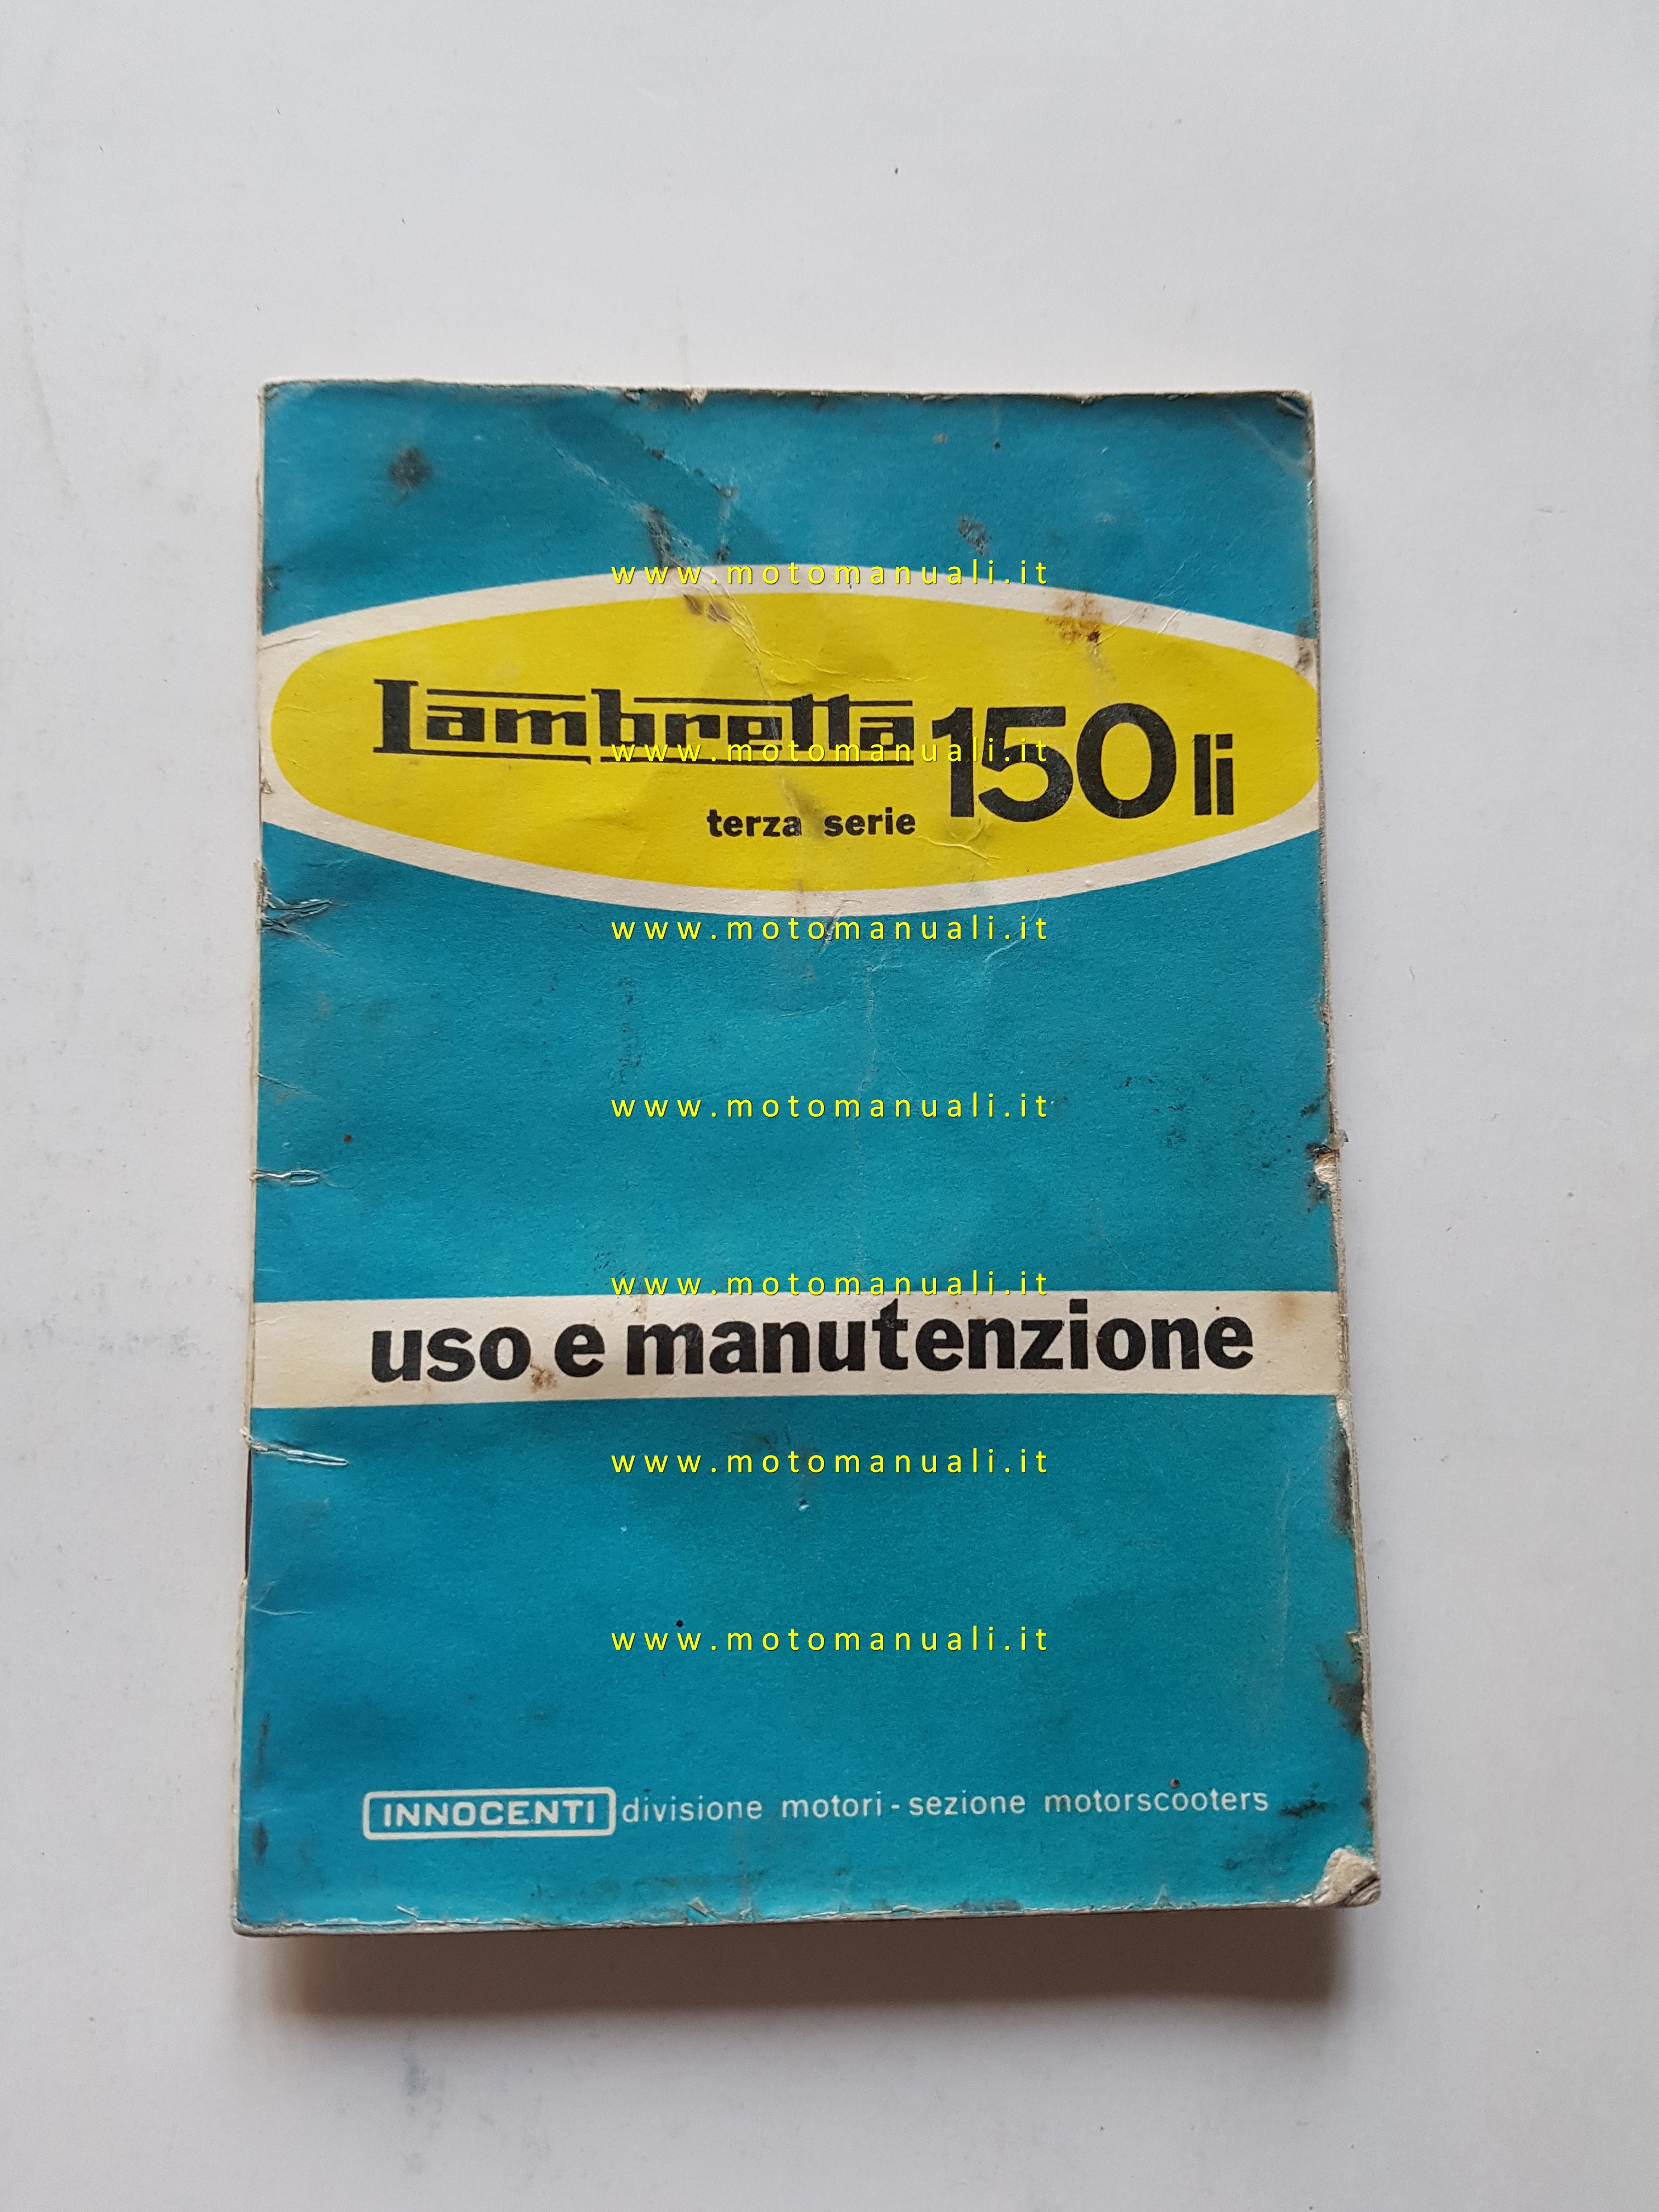 www.motomanuali.it
Lambretta 150 li
www.motomanuali.it
terza serie
www.motomanuali.it
www.motomanuali.it
www.motomanuali.it
uso e manutenzione
www.motomanuali.it
www.motomanuali.it
INNOCENTI divisione motori - sezione motorscooters